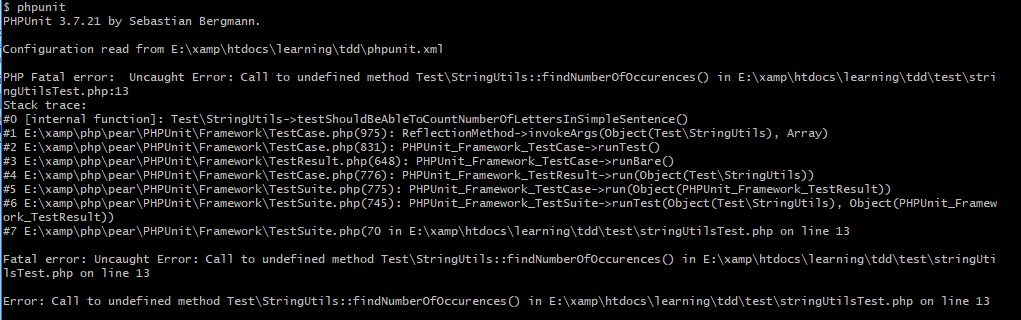 $ phpunit
PHPUnit 3.7.21 by Sebastian Bergmann.
Configuration read from E:\xamp\htdocs\learning\tdd\phpunit.xml
PHP Fatal error:  Uncaught Error: Call to undefined method Test\StringUtils::findNumberOfOccurences() in E:\xamp\htdocs\learning\tdd\test\stri
ngUtilsTest.php:13
Stack trace:
#0 [internal function]: Test\StringUtils->testShouldBeAbleToCountNumberOfLettersInSimpleSentence()
#1 E:\xamp\php\pear\PHPUnit\Framework\TestCase.php(975): ReflectionMethod->invokeArgs(Object(Test\StringUtils), Array)
#2 E:\xamp\php\pear\PHPUnit\Framework\TestCase.php(831): PHPUnit_Framework_TestCase->runTest()
#3 E:\xamp\php\pear\PHPUnit\Framework\TestResult.php(648): PHPUnit_Framework_TestCase->runBare()
#4 E:\xamp\php\pear\PHPUnit\Framework\TestCase.php(776): PHPUnit_Framework_TestResult->run(Object(Test\StringUtils))
#5 E:\xamp\php\pear\PHPUnit\Framework\TestSuite.php(775): PHPUnit_Framework_TestCase->run(Object(PHPUnit_Framework_TestResult))
#6 E:\xamp\php\pear\PHPUnit\Framework\TestSuite.php(745): PHPUnit_Framework_TestSuite->runTest(Object(Test\StringUtils), Object(PHPUnit_Framew
ork_TestResult))
#7 E:\xamp\php\pear\PHPUnit\Framework\TestSuite.php(70 in E:\xamp\htdocs\learning\tdd\test\stringUtilsTest.php on line 13
Fatal error: Uncaught Error: Call to undefined method Test\StringUtils::findNumberOfOccurences() in E:\xamp\htdocs\learning\tdd\test\stringUti
lsTest.php on line 13
Error: Call to undefined method Test\StringUtils::findNumberOfOccurences() in E:\xamp\htdocs\learning\tdd\test\stringUtilsTest.php on line 13